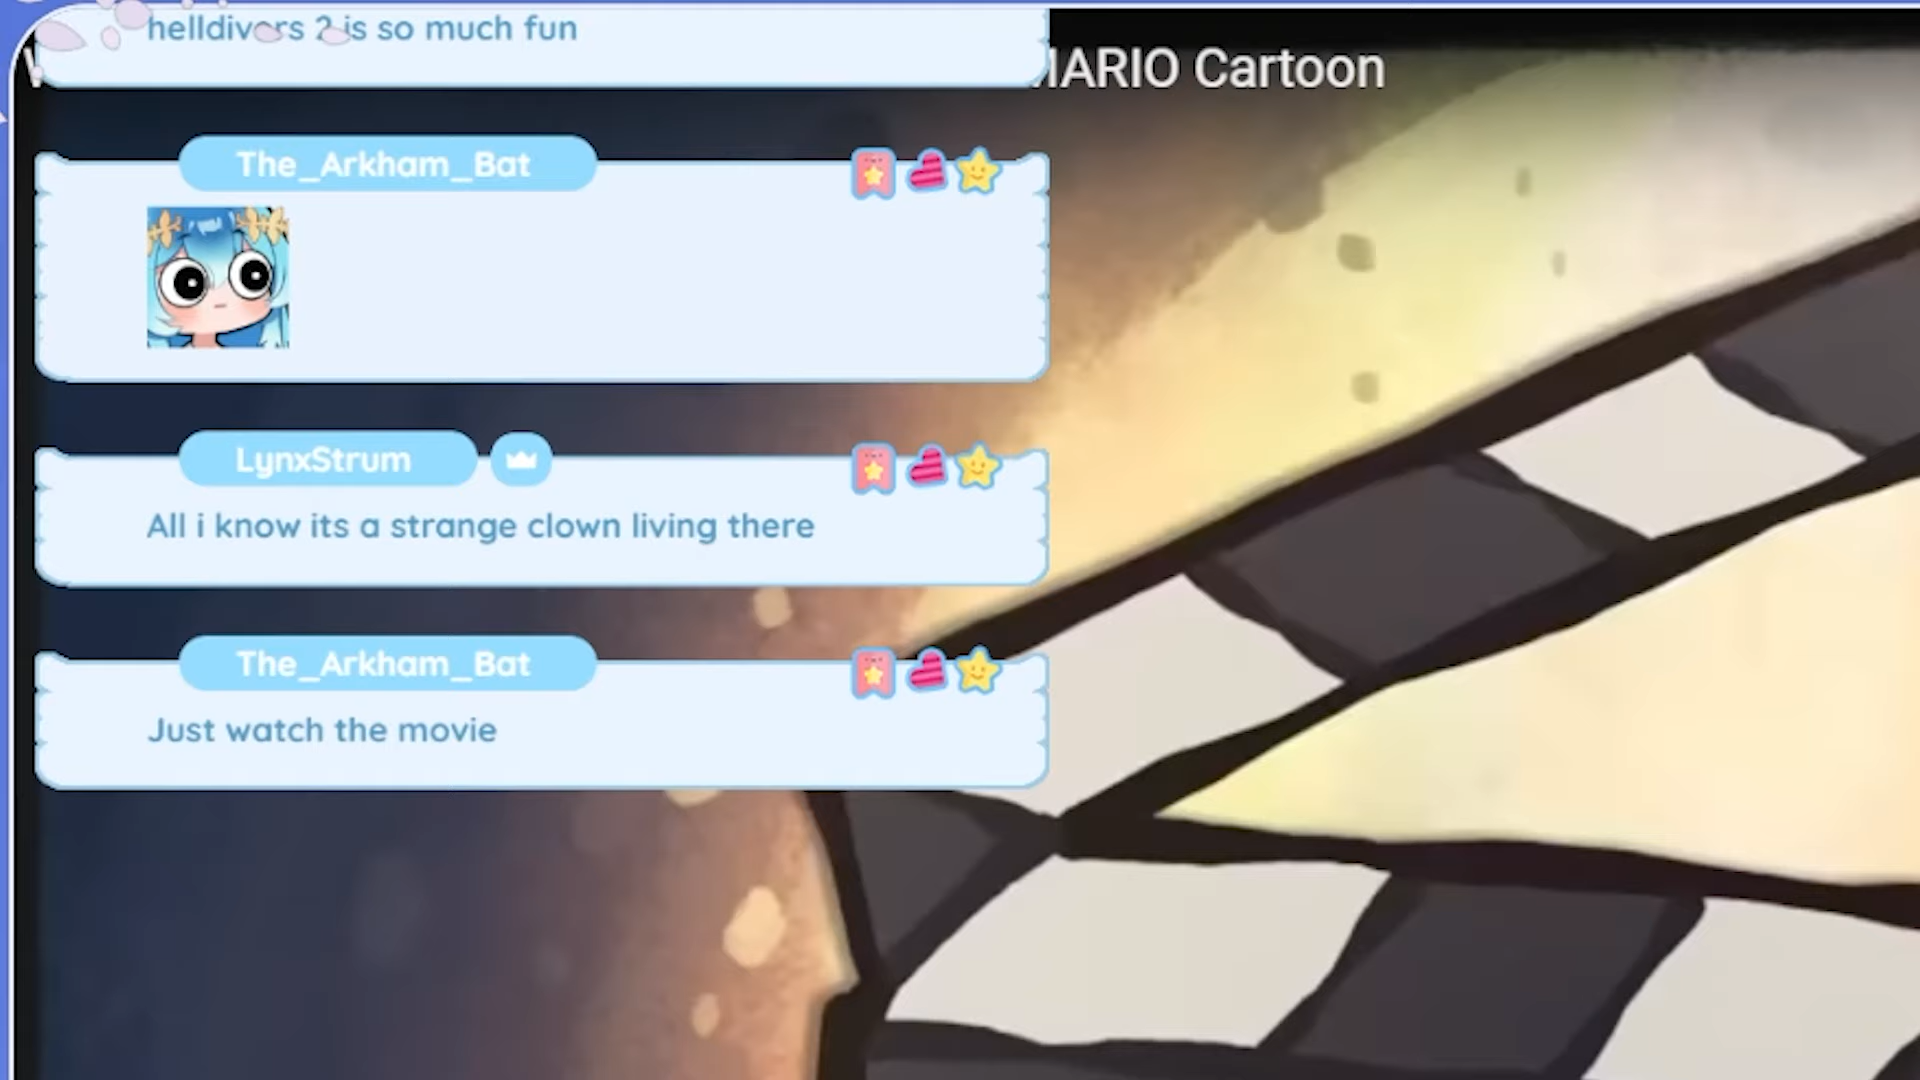 helldivers 2 is so much fun
MARIO Cartoon
The_Arkham_Bat
LynxStrum
All i know its a strange clown living there
The_Arkham_Bat
Just watch the movie